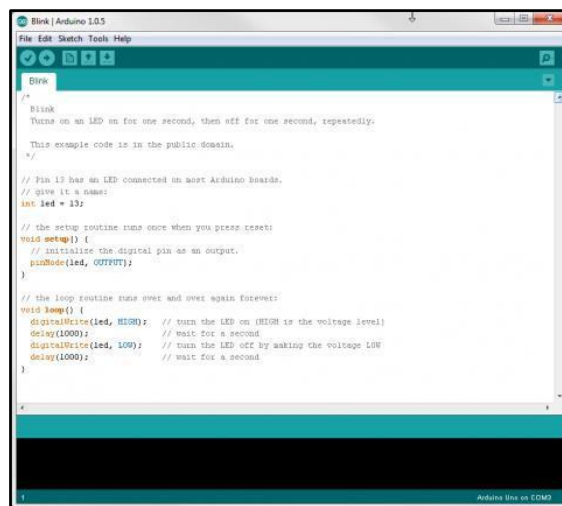 Blink | Arduino 1.0.5
File Edit Sketch Tools Help
Blink
/*
  Blink
  Turns on an LED on for one second, then off for one second, repeatedly.

  This example code is in the public domain.
 */

// Pin 13 has an LED connected on most Arduino boards.
// give it a name:
int led = 13;

// the setup routine runs once when you press reset:
void setup() {
  // initialize the digital pin as an output.
  pinMode(led, OUTPUT);
}

// the loop routine runs over and over again forever:
void loop() {
  digitalWrite(led, HIGH);   // turn the LED on (HIGH is the voltage level)
  delay(1000);               // wait for a second
  digitalWrite(led, LOW);    // turn the LED off by making the voltage LOW
  delay(1000);               // wait for a second
}
1 Arduino Uno on COM3